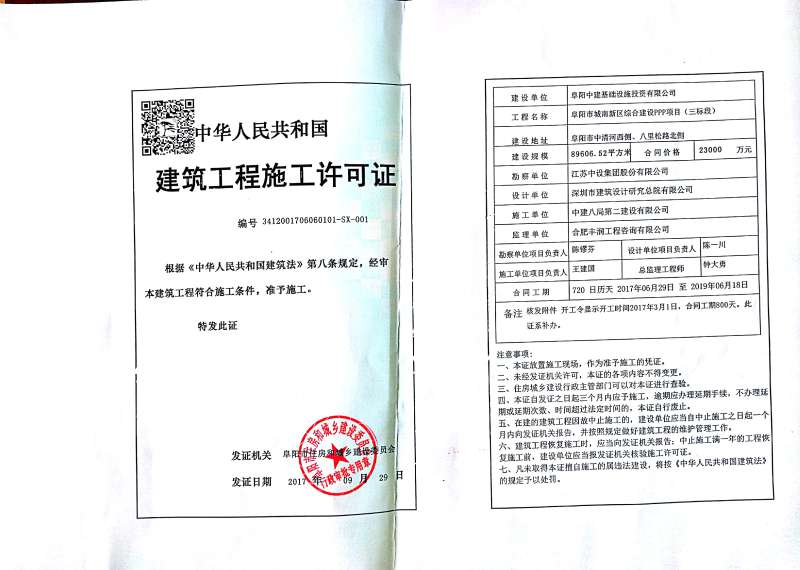 中华人民共和国
建筑工程施工许可证
编号 3412001706060101-SX-001
根据《中华人民共和国建筑法》第八条规定，经审
本建筑工程符合施工条件，准予施工。
特发此证
发证机关 阜阳市住房和城乡建设委员会
发证日期 2017 年 09 月 29 日
阜阳市住房和城乡建设委员会
行政审批专用章
建设单位 阜阳中建基础设施投资有限公司
工程名称 阜阳市城南新区综合建设PPP项目（三标段）
建设地址 阜阳市中清河西侧、八里松路北侧
建设规模 89606.52平方米 合同价格 23000 万元
勘察单位 江苏中设集团股份有限公司
设计单位 深圳市建筑设计研究总院有限公司
施工单位 中建八局第二建设有限公司
监理单位 合肥丰润工程咨询有限公司
勘察单位项目负责人 陈镠芬 设计单位项目负责人 陈一川
施工单位项目负责人 王建国 总监理工程师 钟大勇
合同工期 720 日历天 2017年06月29日 至 2019年06月18日
备注 核发附件 开工令显示开工时间2017年3月1日，合同工期800天。此
证系补办。
注意事项：
一、本证放置施工现场，作为准予施工的凭证。
二、未经发证机关许可，本证的各项内容不得变更。
三、住房城乡建设行政主管部门可以对本证进行查验。
四、本证自发证之日起三个月内应予施工，逾期应办理延期手续，不办理延
期或延期次数、时间超过法定时间的，本证自行废止。
五、在建的建筑工程因故中止施工的，建设单位应当自中止施工之日起一个
月内向发证机关报告，并按照规定做好建筑工程的维护管理工作。
六、建筑工程恢复施工时，应当向发证机关报告；中止施工满一年的工程恢
复施工前，建设单位应当报发证机关核验施工许可证。
七、凡未取得本证擅自施工的属违法建设，将按《中华人民共和国建筑法》
的规定予以处罚。